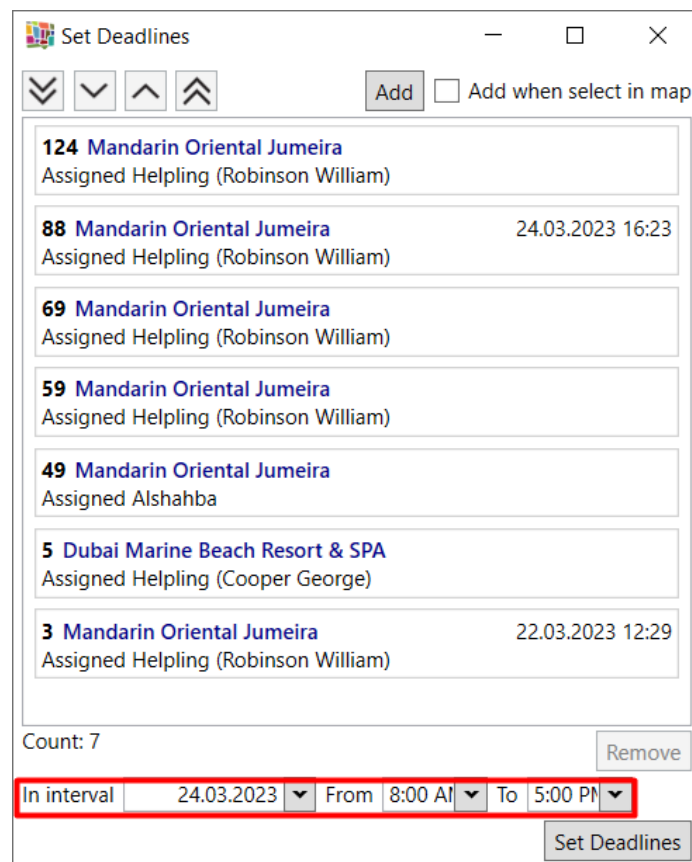 Set Deadlines
Add Add when select in map
124 Mandarin Oriental Jumeira
Assigned Helpling (Robinson William)
88 Mandarin Oriental Jumeira 24.03.2023 16:23
Assigned Helpling (Robinson William)
69 Mandarin Oriental Jumeira
Assigned Helpling (Robinson William)
59 Mandarin Oriental Jumeira
Assigned Helpling (Robinson William)
49 Mandarin Oriental Jumeira
Assigned Alshahba
5 Dubai Marine Beach Resort & SPA
Assigned Helpling (Cooper George)
3 Mandarin Oriental Jumeira 22.03.2023 12:29
Assigned Helpling (Robinson William)
Count: 7
Remove
In interval 24.03.2023 From 8:00 A To 5:00 P
Set Deadlines